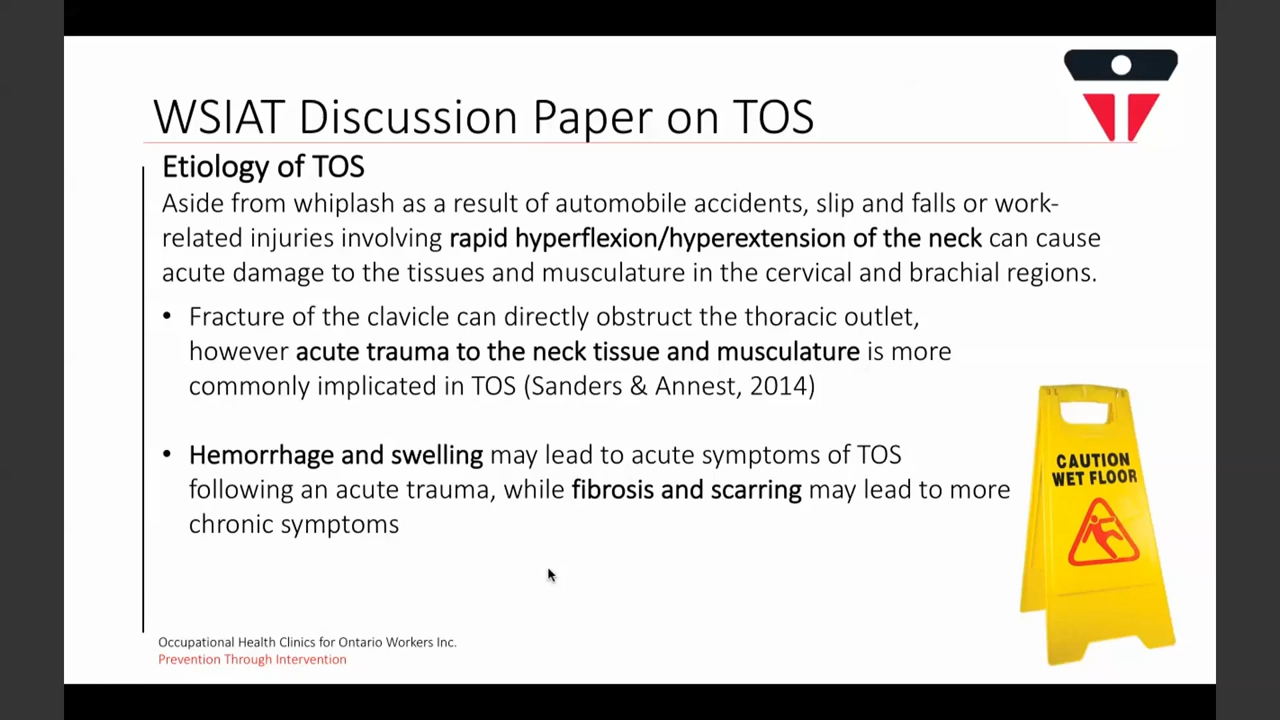 WSIAT Discussion Paper on TOS
Etiology of TOS
Aside from whiplash as a result of automobile accidents, slip and falls or work-
related injuries involving rapid hyperflexion/hyperextension of the neck can cause
acute damage to the tissues and musculature in the cervical and brachial regions.
• Fracture of the clavicle can directly obstruct the thoracic outlet,
however acute trauma to the neck tissue and musculature is more
commonly implicated in TOS (Sanders & Annest, 2014)
• Hemorrhage and swelling may lead to acute symptoms of TOS
following an acute trauma, while fibrosis and scarring may lead to more
chronic symptoms
CAUTION
WET FLOOR
Occupational Health Clinics for Ontario Workers Inc.
Prevention Through Intervention